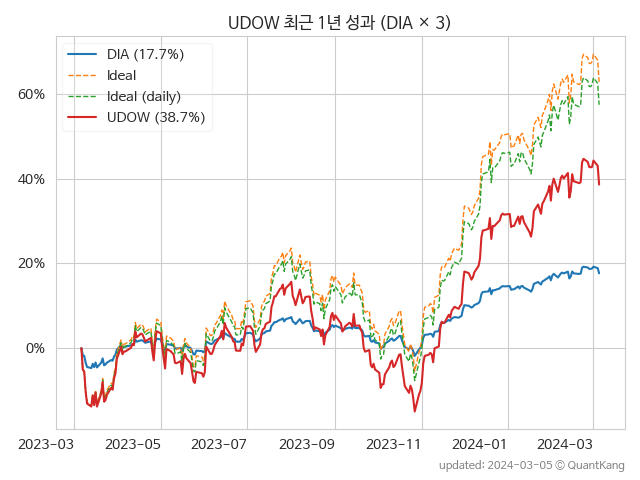 UDOW 최근 1년 성과 (DIA × 3)
DIA (17.7%)
Ideal
Ideal (daily)
UDOW (38.7%)
60%
40%
20%
0%
2023-03 2023-05 2023-07 2023-09 2023-11 2024-01 2024-03
updated: 2024-03-05 ⓒ QuantKang